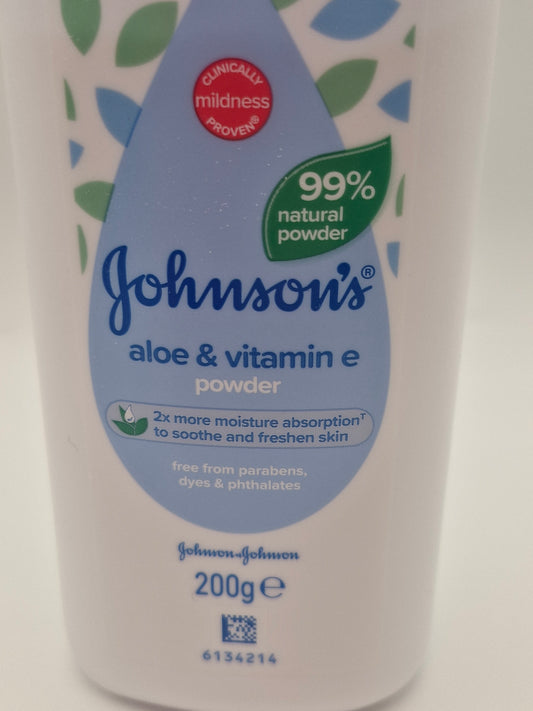 CLINICALLY
mildness
PROVEN®
99%
natural
powder
Johnson's®
aloe & vitamin e
powder
2x more moisture absorption†
to soothe and freshen skin
free from parabens,
dyes & phthalates
Johnson & Johnson
200g ℮
6134214